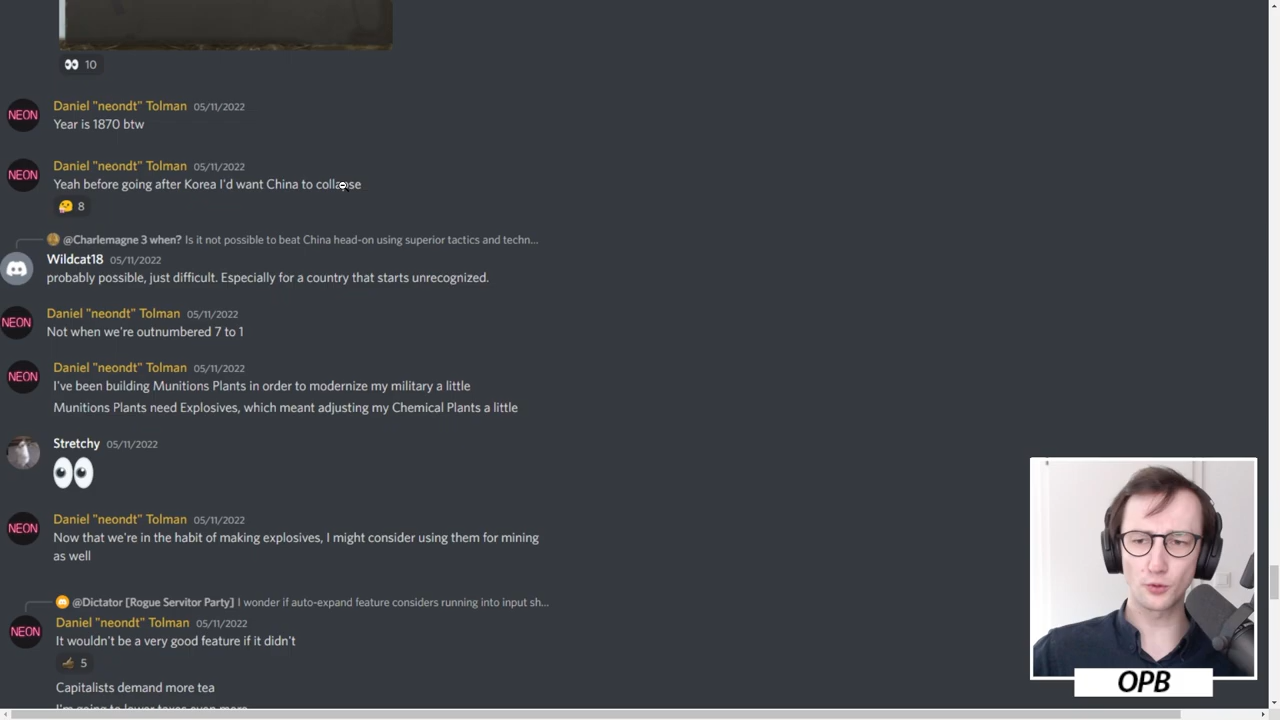 10
Daniel "neondt" Tolman 05/11/2022
NEON
Year is 1870 btw
Daniel "neondt" Tolman 05/11/2022
NEON
Yeah before going after Korea I'd want China to collapse
8
@Charlemagne 3 when? Is it not possible to beat China head-on using superior tactics and techn...
Wildcat18 05/11/2022
probably possible, just difficult. Especially for a country that starts unrecognized.
Daniel "neondt" Tolman 05/11/2022
NEON
Not when we're outnumbered 7 to 1
Daniel "neondt" Tolman 05/11/2022
NEON
I've been building Munitions Plants in order to modernize my military a little
Munitions Plants need Explosives, which meant adjusting my Chemical Plants a little
Stretchy 05/11/2022
Daniel "neondt" Tolman 05/11/2022
NEON
Now that we're in the habit of making explosives, I might consider using them for mining
as well
@Dictator [Rogue Servitor Party] I wonder if auto-expand feature considers running into input sh...
Daniel "neondt" Tolman 05/11/2022
NEON
It wouldn't be a very good feature if it didn't
5
Capitalists demand more tea
I'm going to lower taxes even more
OPB